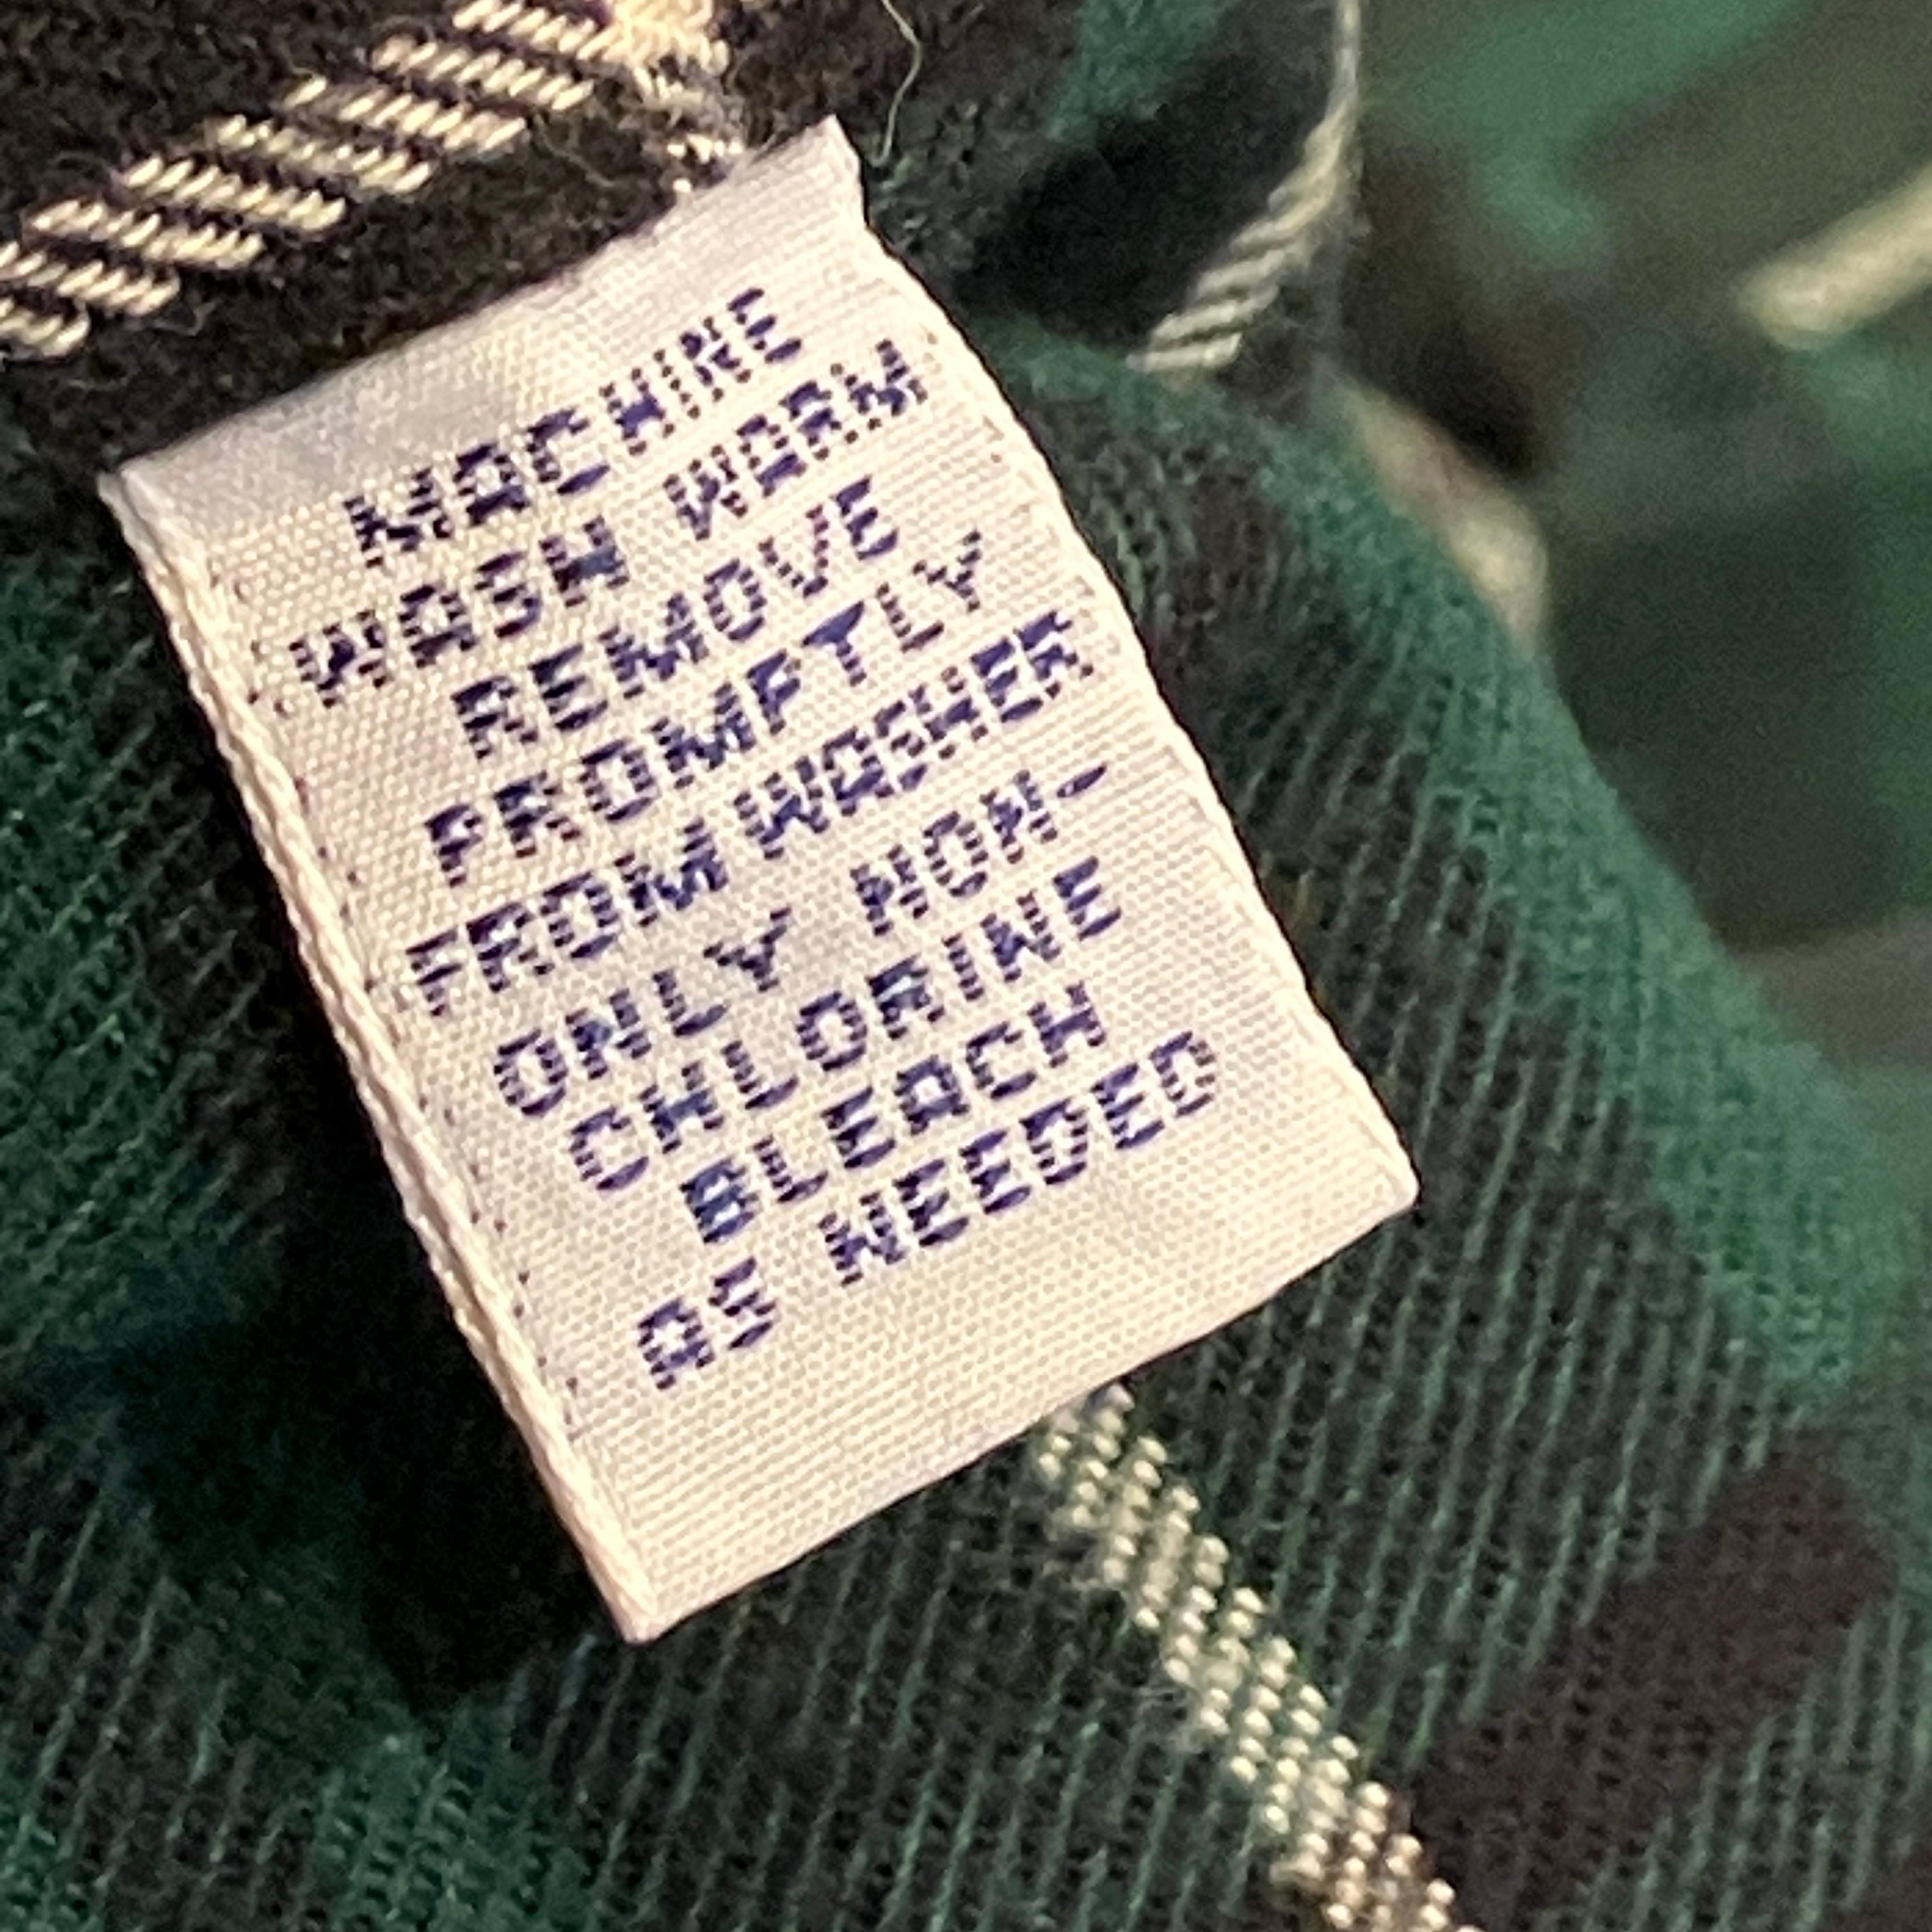 MACHINE
WASH WARM
REMOVE
PROMPTLY
FROM WASHER
ONLY NON-
CHLORINE
BLEACH
AS NEEDED